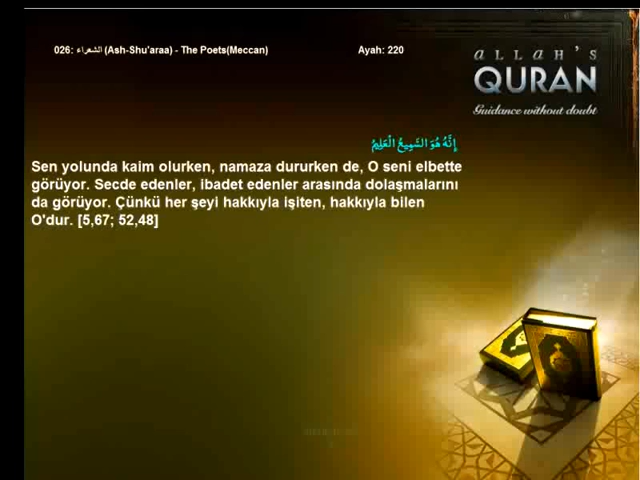 026: الشعراء (Ash-Shu'araa) - The Poets(Meccan) Ayah: 220
ALLAH'S
QURAN
Guidance without doubt
إِنَّهُ هُوَ السَّمِيعُ الْعَلِيمُ
Sen yolunda kaim olurken, namaza dururken de, O seni elbette
görüyor. Secde edenler, ibadet edenler arasında dolaşmalarını
da görüyor. Çünkü her şeyi hakkıyla işiten, hakkıyla bilen
O'dur. [5,67; 52,48]